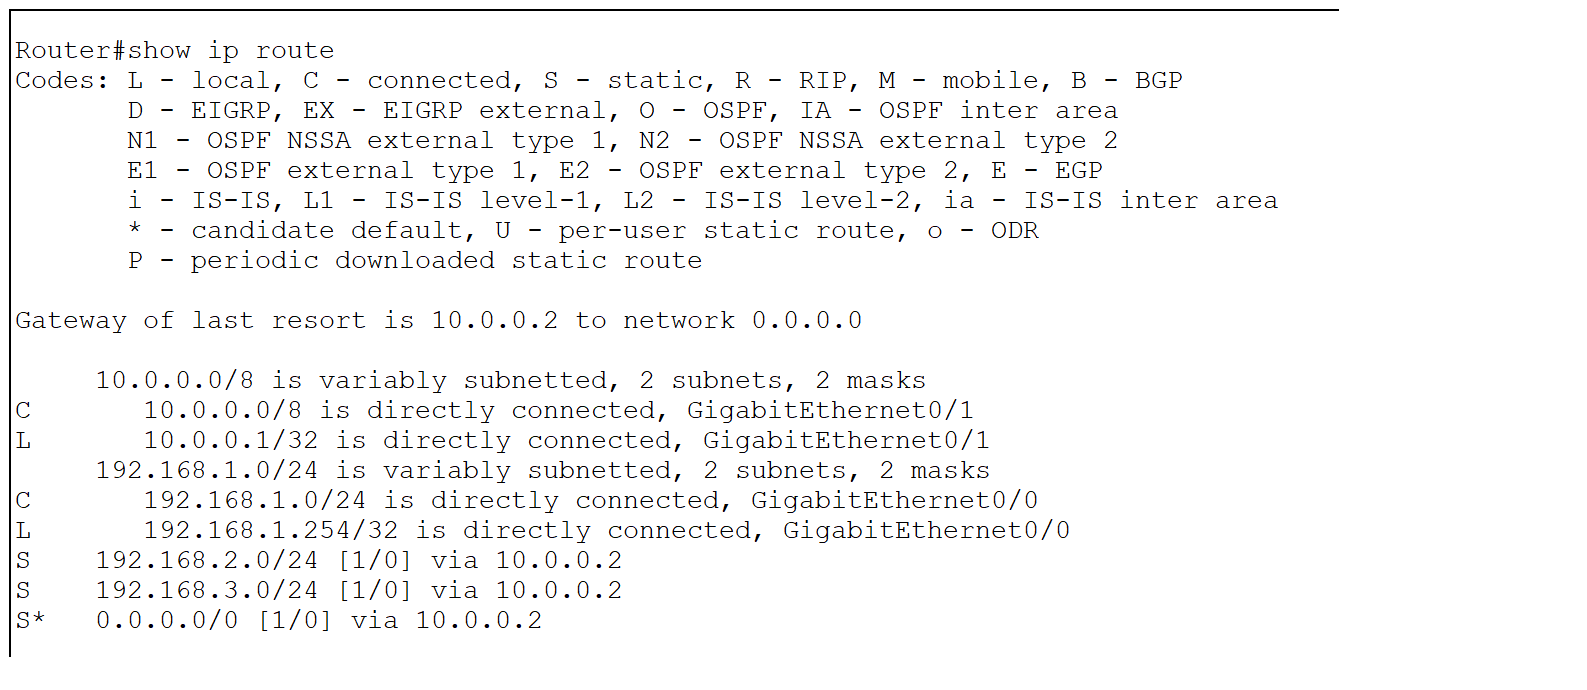 Router#show ip route
Codes: L - local, C - connected, S - static, R - RIP, M - mobile, B - BGP
       D - EIGRP, EX - EIGRP external, O - OSPF, IA - OSPF inter area
       N1 - OSPF NSSA external type 1, N2 - OSPF NSSA external type 2
       E1 - OSPF external type 1, E2 - OSPF external type 2, E - EGP
       i - IS-IS, L1 - IS-IS level-1, L2 - IS-IS level-2, ia - IS-IS inter area
       * - candidate default, U - per-user static route, o - ODR
       P - periodic downloaded static route

Gateway of last resort is 10.0.0.2 to network 0.0.0.0

     10.0.0.0/8 is variably subnetted, 2 subnets, 2 masks
C       10.0.0.0/8 is directly connected, GigabitEthernet0/1
L       10.0.0.1/32 is directly connected, GigabitEthernet0/1
     192.168.1.0/24 is variably subnetted, 2 subnets, 2 masks
C       192.168.1.0/24 is directly connected, GigabitEthernet0/0
L       192.168.1.254/32 is directly connected, GigabitEthernet0/0
S    192.168.2.0/24 [1/0] via 10.0.0.2
S    192.168.3.0/24 [1/0] via 10.0.0.2
S*   0.0.0.0/0 [1/0] via 10.0.0.2